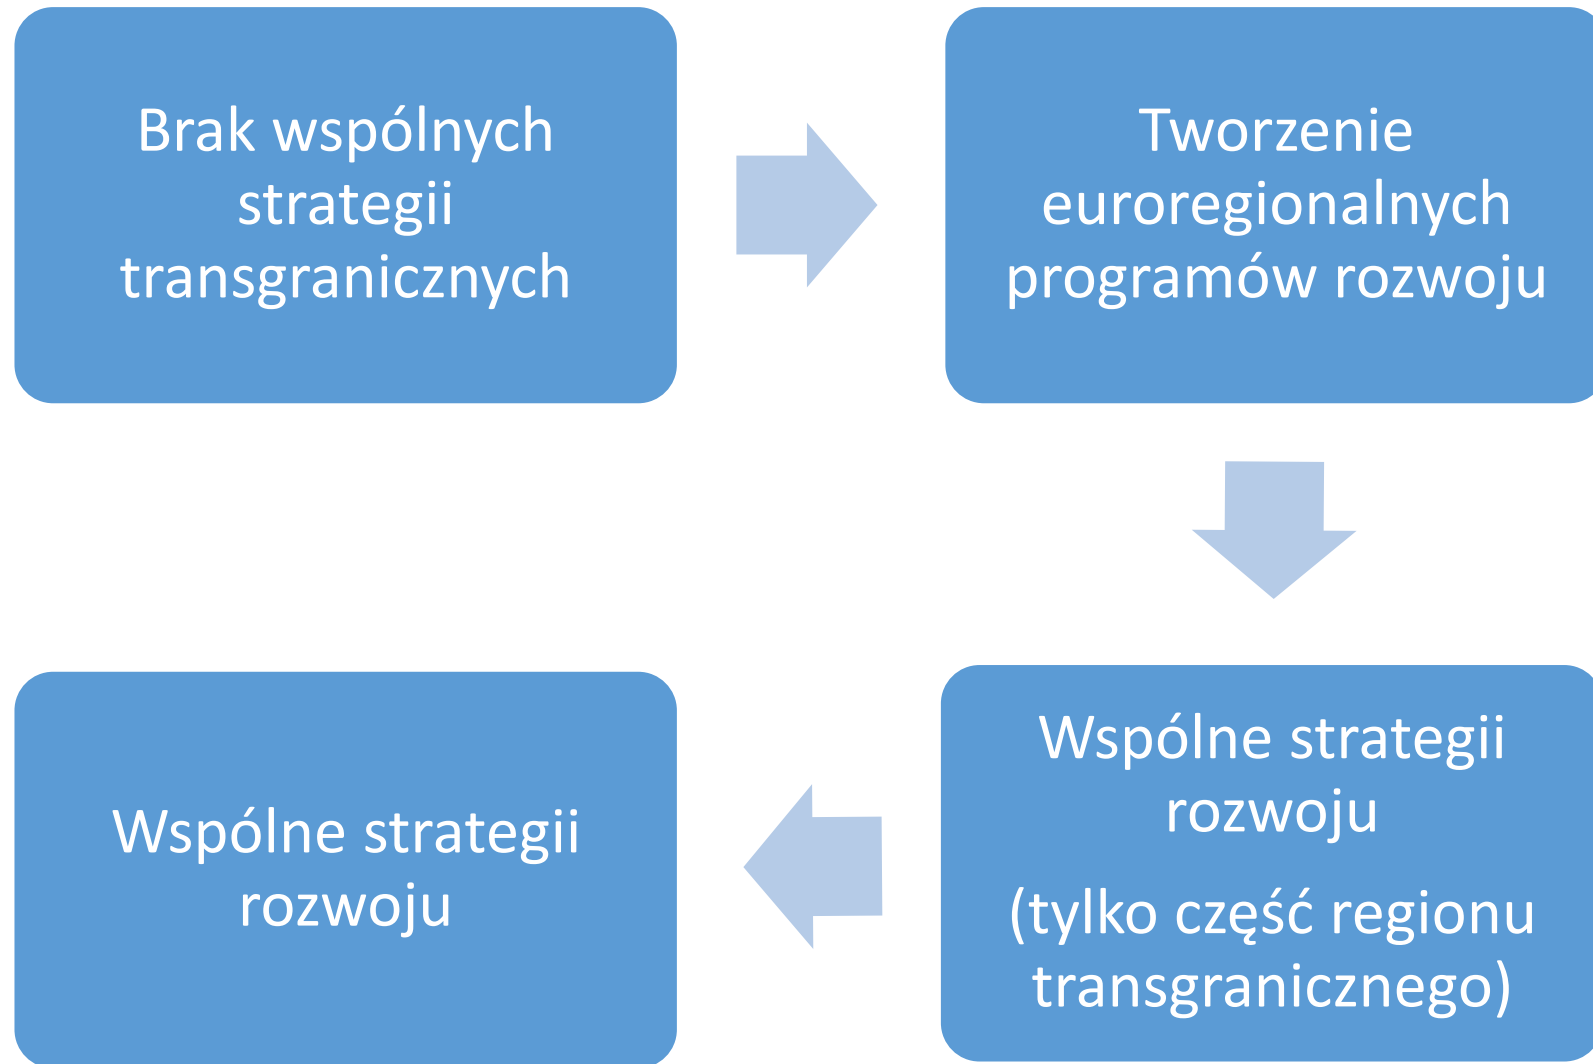 Brak wspólnych
strategii
transgranicznych
Tworzenie
euroregionalnych
programów rozwoju
Wspólne strategii
rozwoju
(tylko część regionu
transgranicznego)
Wspólne strategii
rozwoju